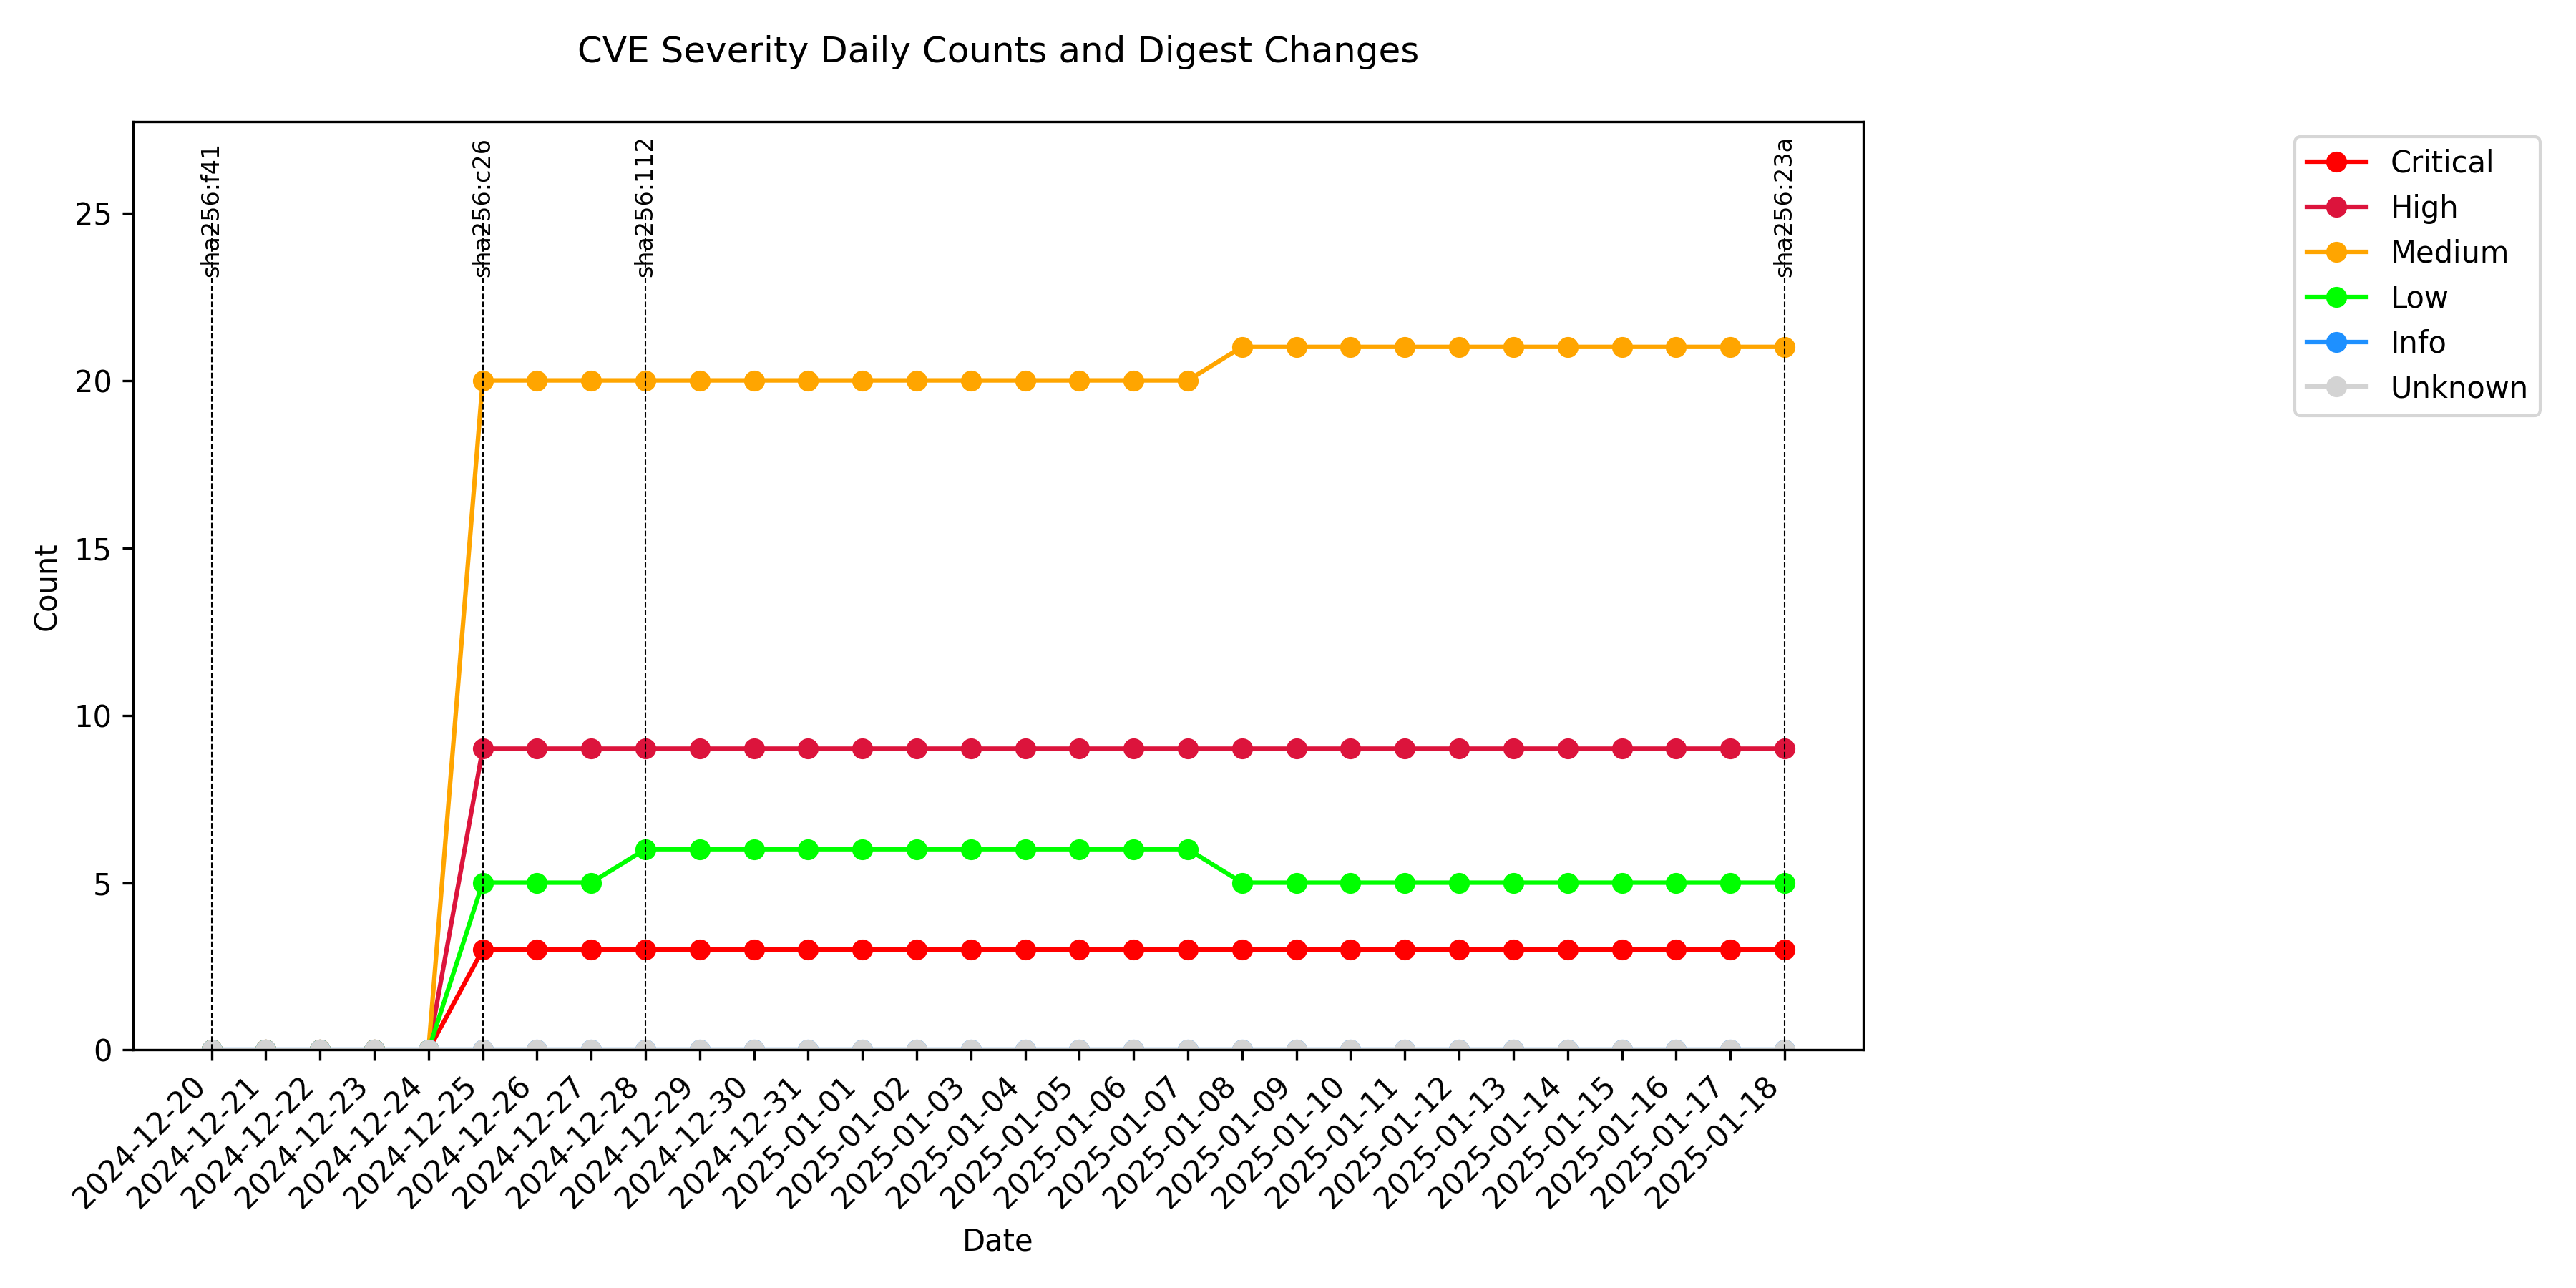 CVE Severity Daily Counts and Digest Changes
sha256:f41
sha256:c26
sha256:112
sha256:23a
Critical
High
Medium
Low
Info
Unknown
Count
25
20
15
10
5
0
2024-12-20
2024-12-21
2024-12-22
2024-12-23
2024-12-24
2024-12-25
2024-12-26
2024-12-27
2024-12-28
2024-12-29
2024-12-30
2024-12-31
2025-01-01
2025-01-02
2025-01-03
2025-01-04
2025-01-05
2025-01-06
2025-01-07
2025-01-08
2025-01-09
2025-01-10
2025-01-11
2025-01-12
2025-01-13
2025-01-14
2025-01-15
2025-01-16
2025-01-17
2025-01-18
Date